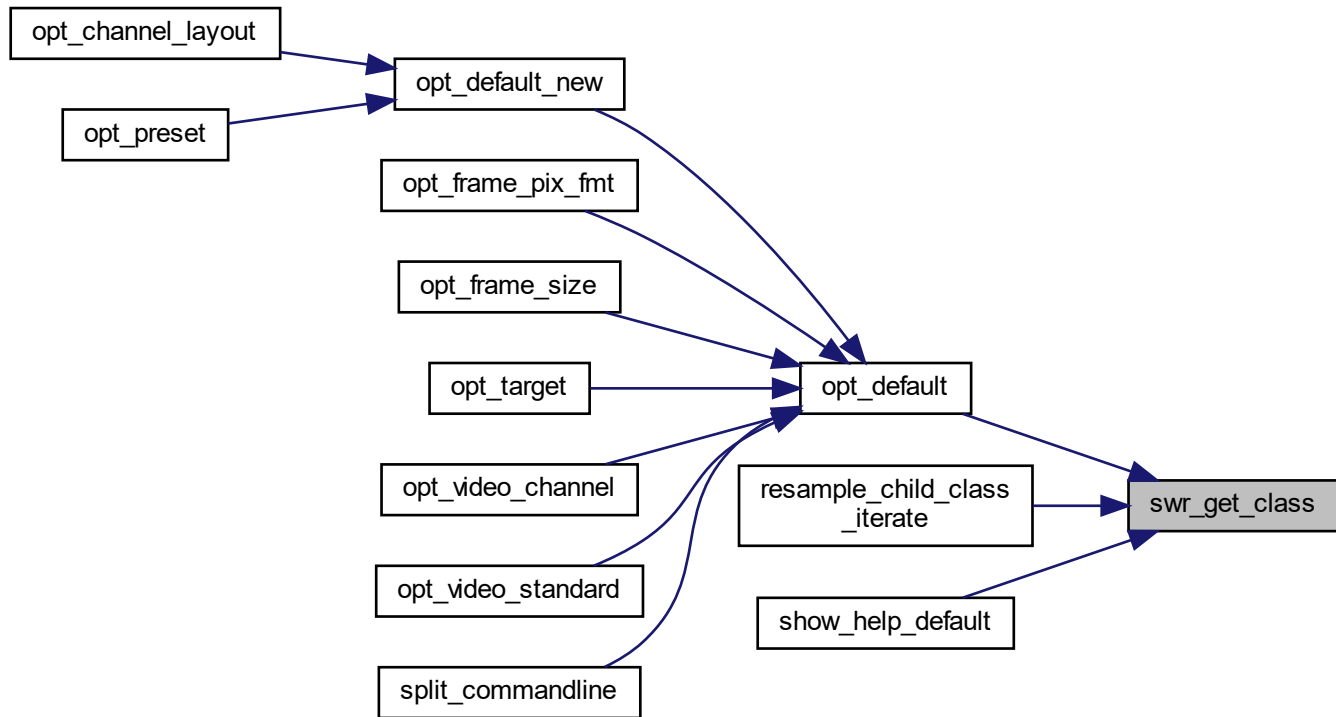 opt_channel_layout
opt_default_new
opt_preset
opt_frame_pix_fmt
opt_frame_size
opt_target
opt_default
opt_video_channel
resample_child_class
_iterate
swr_get_class
opt_video_standard
show_help_default
split_commandline